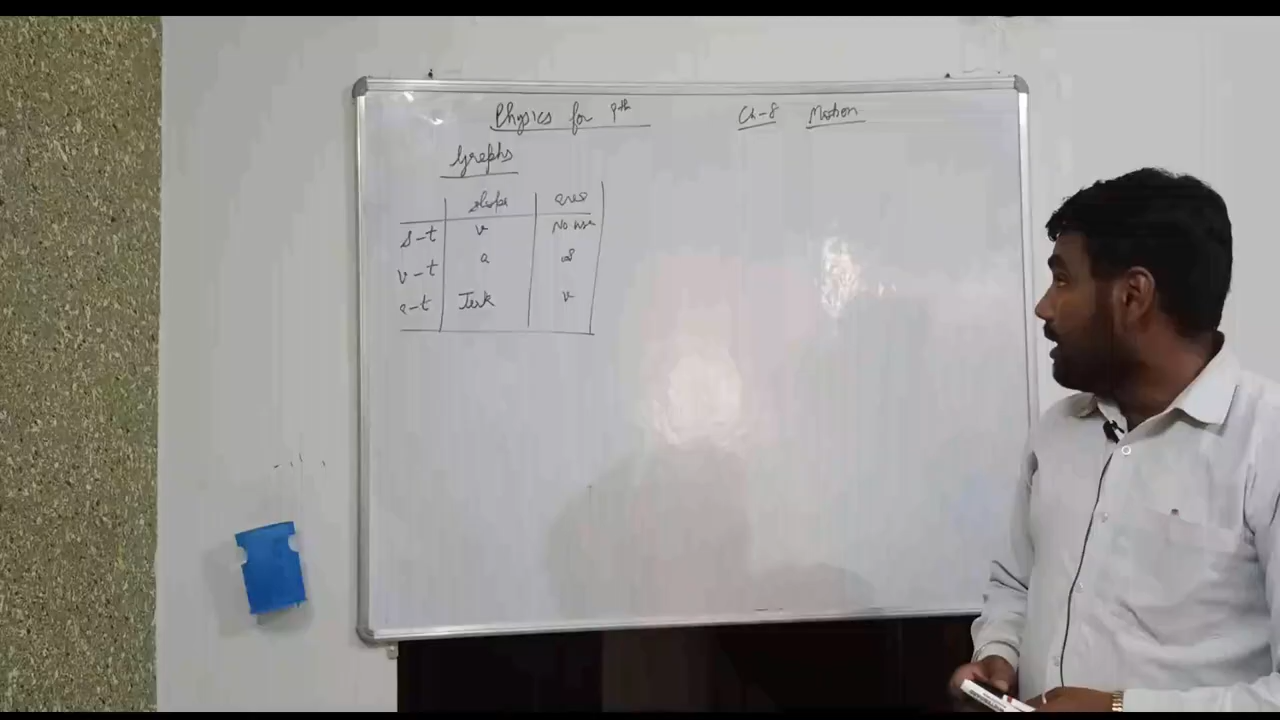 Physics for 9th Ch-8 Motion
Graphs
slope area
s-t v No use
v-t a s
a-t Jerk v